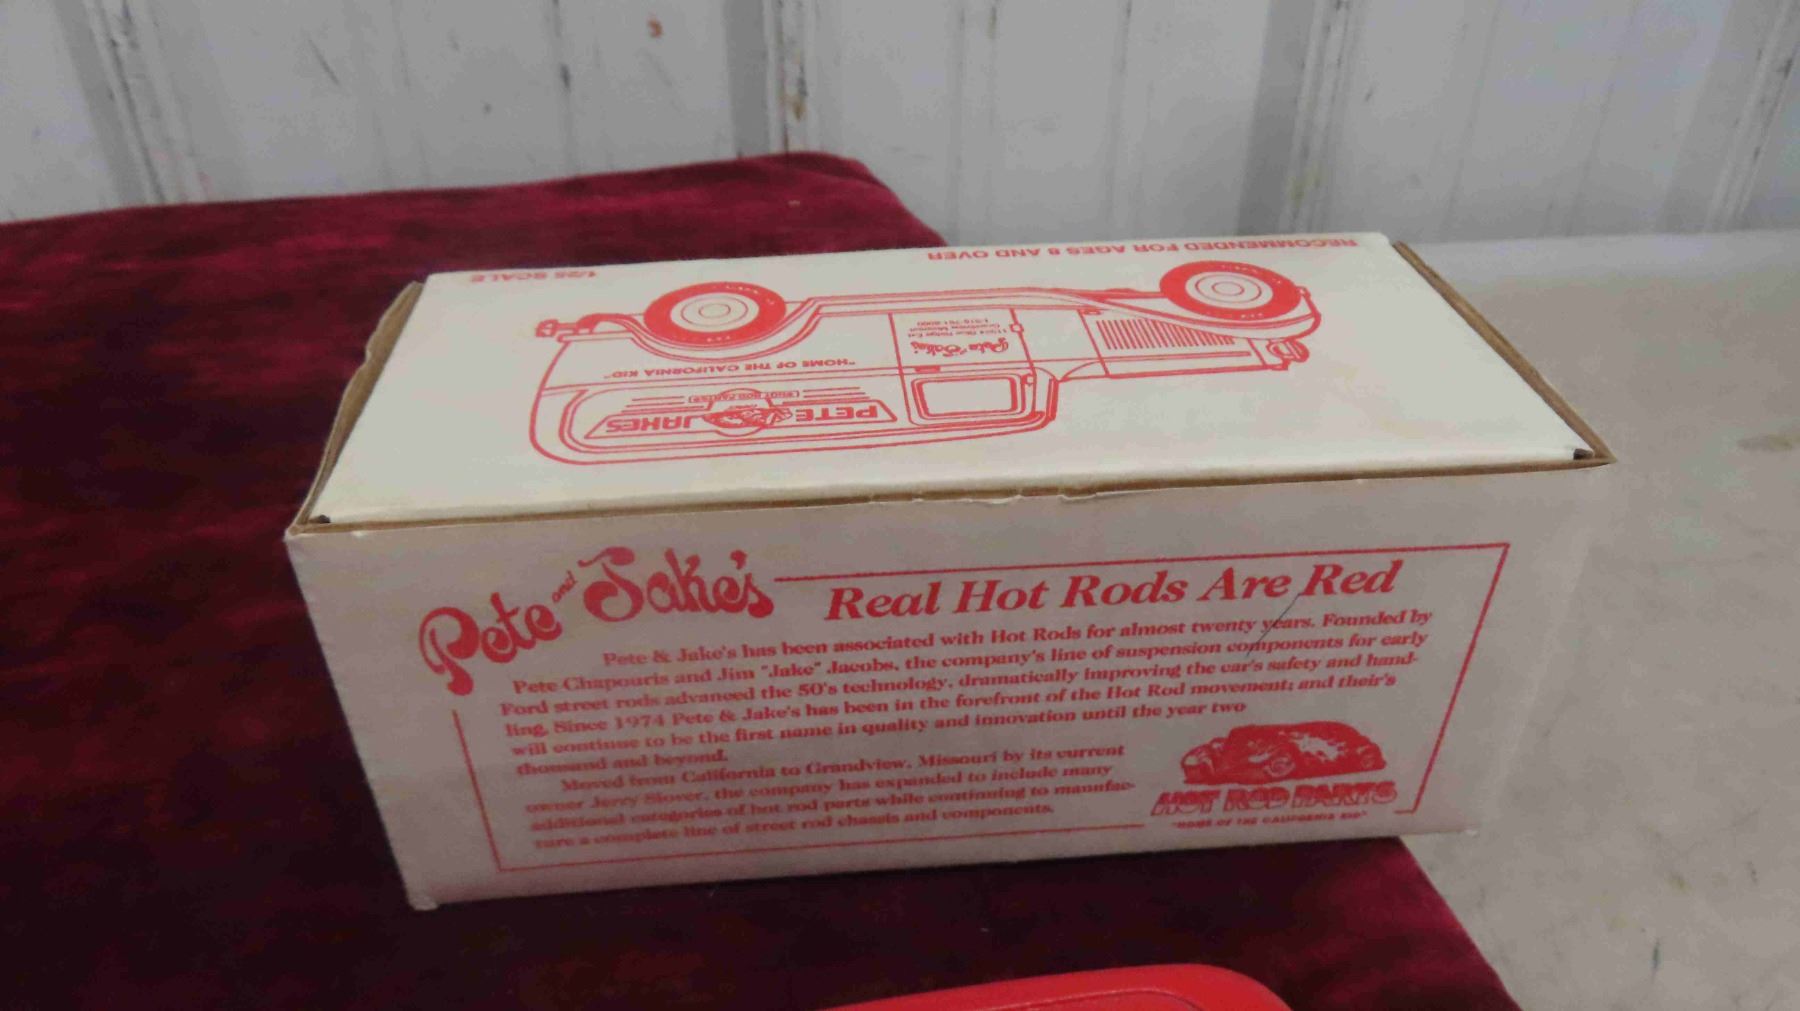 RECOMMENDED FOR AGES 8 AND OVER
1/25 SCALE
Pete and Jake's
Grandview Missouri
"HOME OF THE CALIFORNIA KID"
PETE & JAKES
Pete and Jake's
Real Hot Rods Are Red
Pete & Jake's has been associated with Hot Rods for almost twenty years. Founded by
Pete Chapouris and Jim "Jake" Jacobs, the company's line of suspension components for early
Ford street rods advanced the 50's technology, dramatically improving the car's safety and hand-
ling. Since 1974 Pete & Jake's has been in the forefront of the Hot Rod movement; and their's
will continue to be the first name in quality and innovation until the year two
thousand and beyond.
Moved from California to Grandview, Missouri by its current
owner Jerry Slover, the company has expanded to include many
additional categories of hot rod parts while continuing to manufac-
ture a complete line of street rod chassis and components.
HOT ROD PARTS
"HOME OF THE CALIFORNIA KID"